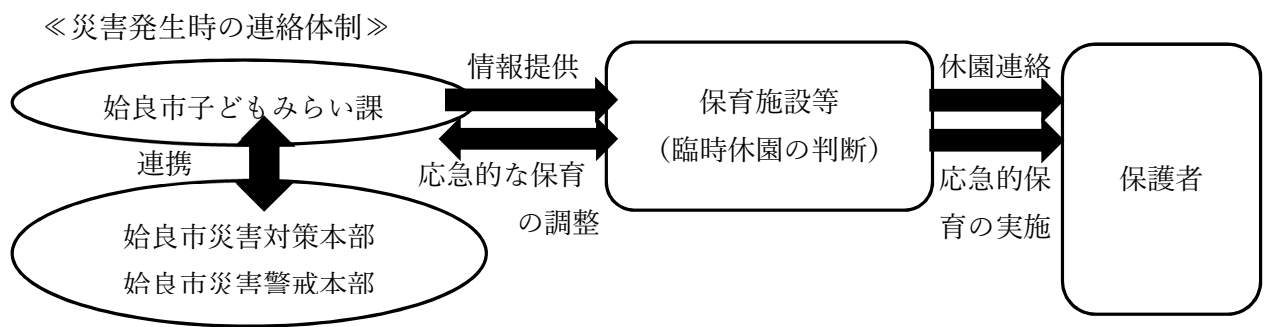 ≪災害発生時の連絡体制≫
情報提供
休園連絡
姶良市子どもみらい課
保育施設等
（臨時休園の判断）
連携
応急的な保育
の調整
応急的保
育の実施
保護者
姶良市災害対策本部
姶良市災害警戒本部